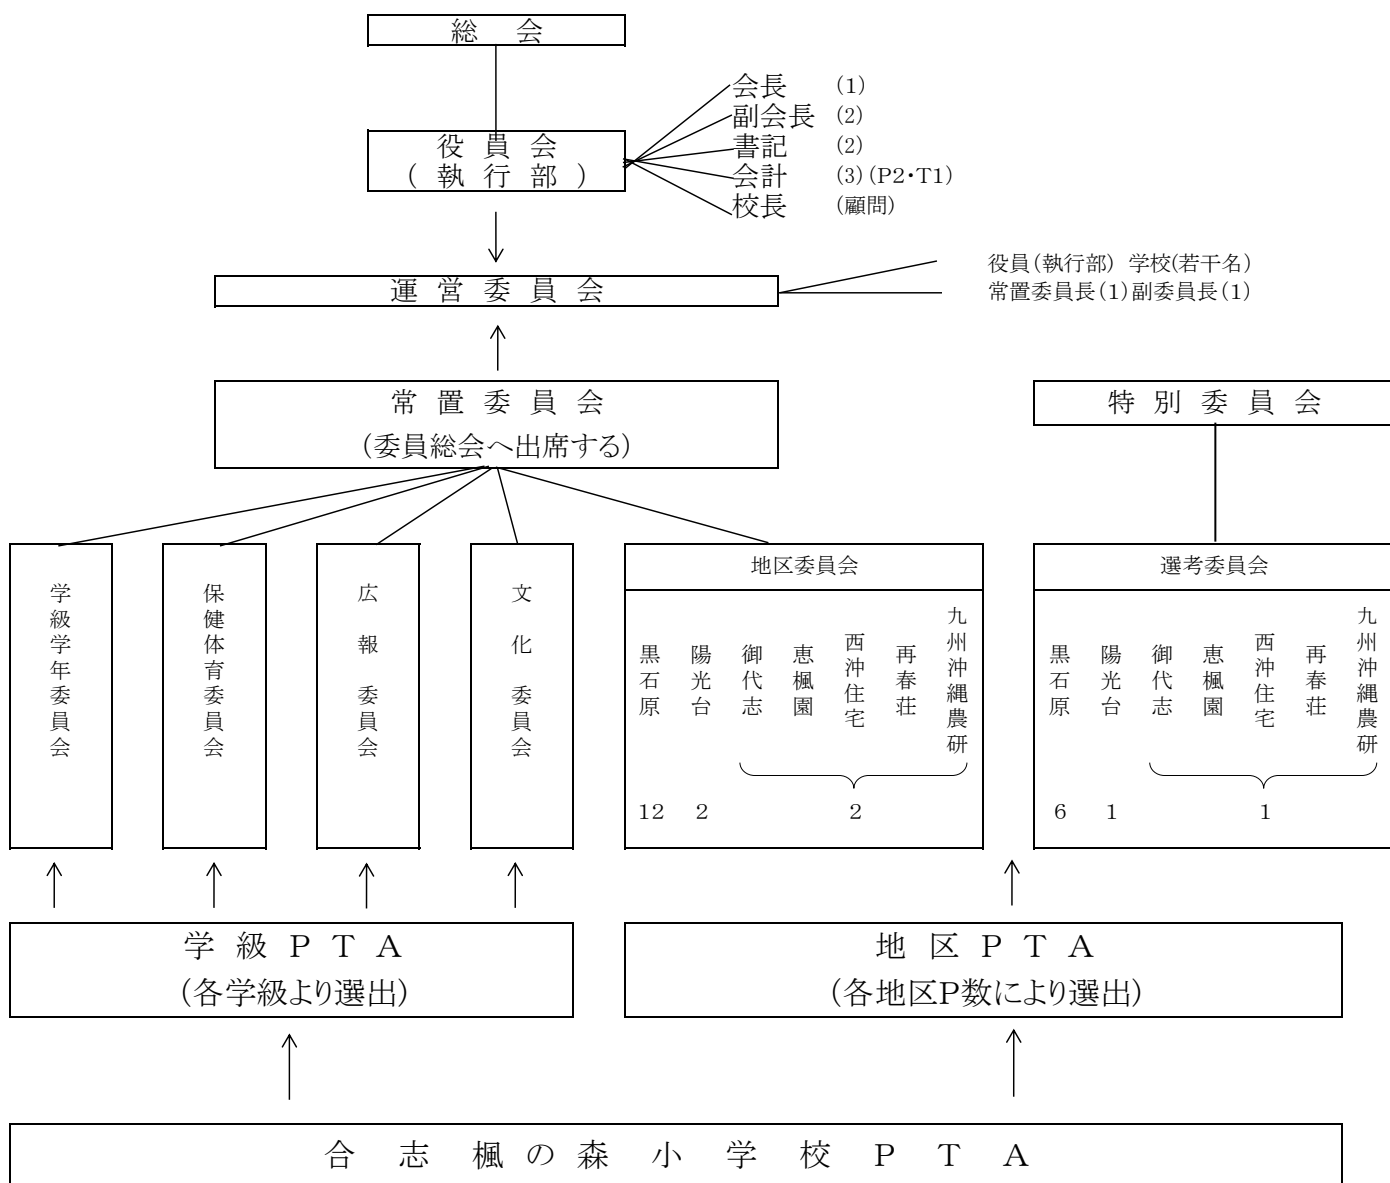 総 会
役 員 会
( 執 行 部 )
会長 (1)
副会長 (2)
書記 (2)
会計 (3)(P2・T1)
校長 (顧問)
運 営 委 員 会
役員(執行部) 学校(若干名)
常置委員長(1)副委員長(1)
常 置 委 員 会
(委員総会へ出席する)
特 別 委 員 会
学級学年委員会
保健体育委員会
広報委員会
文化委員会
地区委員会
黒石原
陽光台
御代志
恵楓園
西沖住宅
再春荘
九州沖縄農研
12 2 2
選考委員会
黒石原
陽光台
御代志
恵楓園
西沖住宅
再春荘
九州沖縄農研
6 1 1
学 級 P T A
(各学級より選出)
地 区 P T A
(各地区P数により選出)
合 志 楓 の 森 小 学 校 P T A